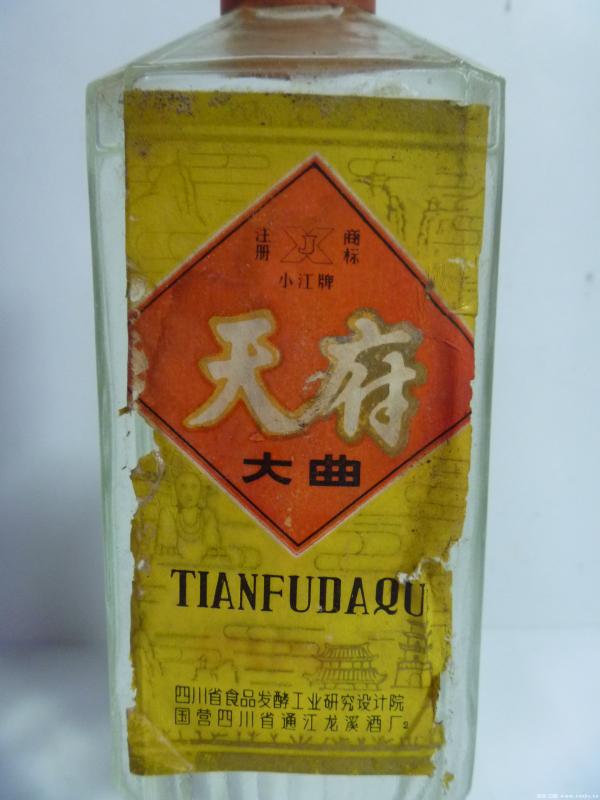 注册 商标
小江牌
天府
大曲
TIANFUDAQU
四川省食品发酵工业研究设计院
国营四川省通江龙溪酒厂2